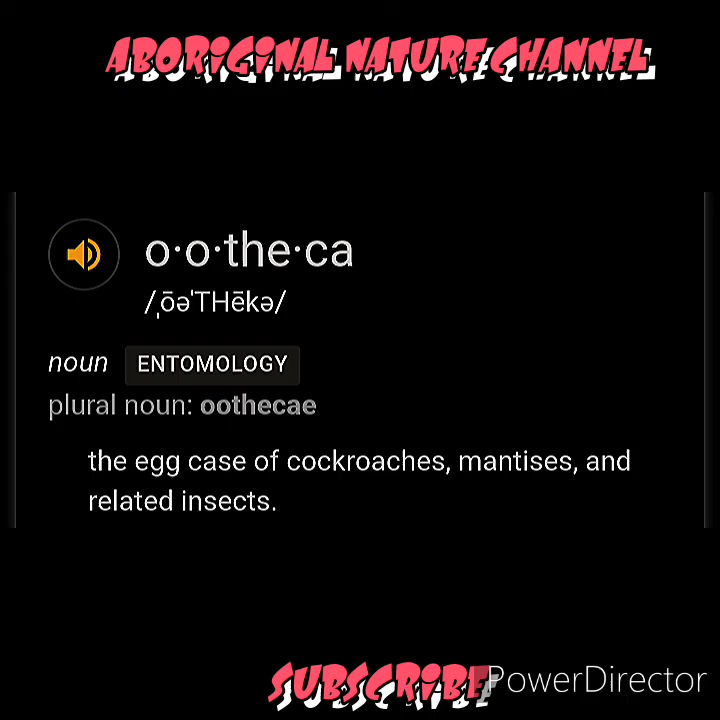 ABORIGINAL NATURE CHANNEL
o·o·the·ca
/ˌōəˈTHēkə/
noun ENTOMOLOGY
plural noun: oothecae
the egg case of cockroaches, mantises, and
related insects.
SUBSCRIBE PowerDirector